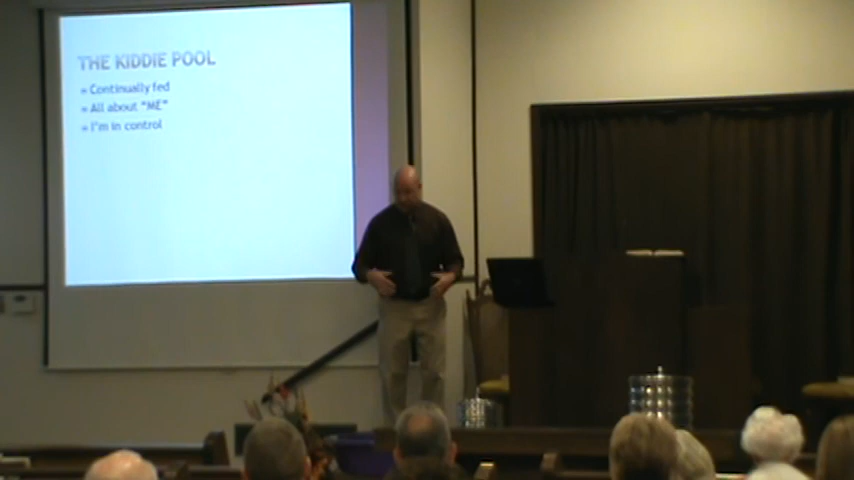 THE KIDDIE POOL
Continually fed
All about “ME”
I’m in control